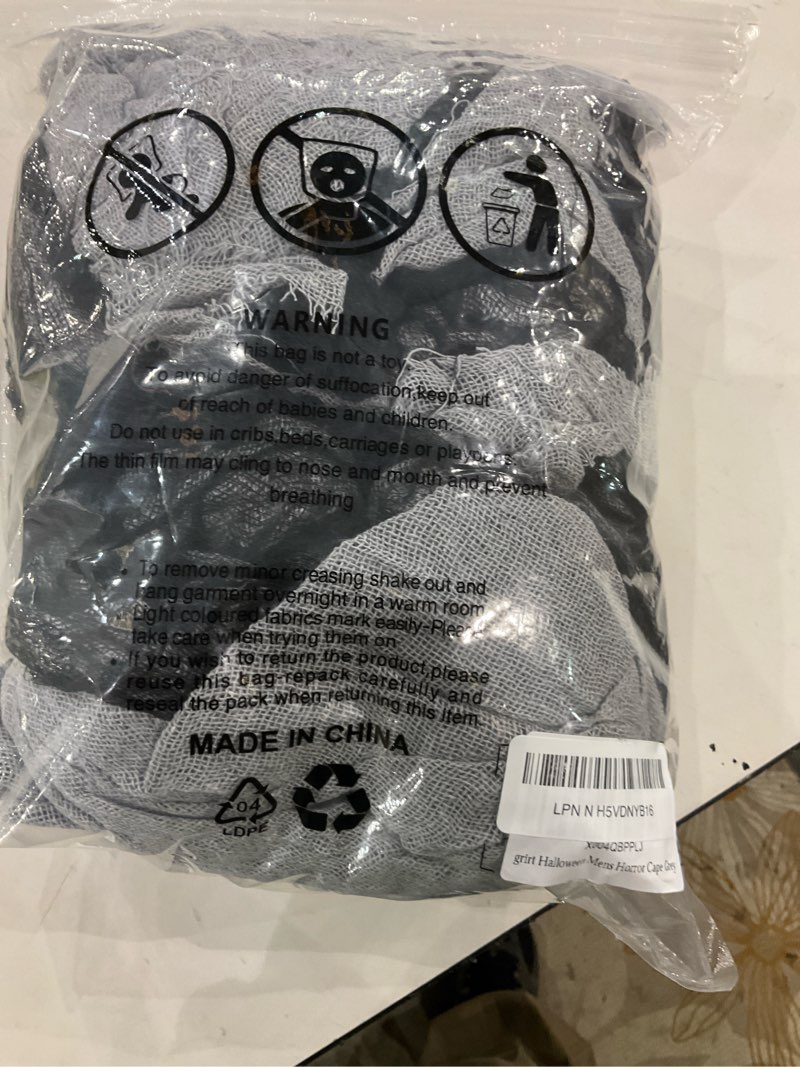 WARNING
This bag is not a toy
To avoid danger of suffocation,keep out
of reach of babies and children.
Do not use in cribs,beds,carriages or playpens.
The thin film may cling to nose and mouth and prevent
breathing
• To remove minor creasing shake out and
hang garment overnight in a warm room
Light coloured fabrics mark easily-Please
take care when trying them on
• If you wish to return the product,please
reuse this bag-repack carefully and
reseal the pack when returning this item.
MADE IN CHINA
04
LDPE
LPN N H5VDNYB16
grirt Halloween Mens Horror Cape Grey